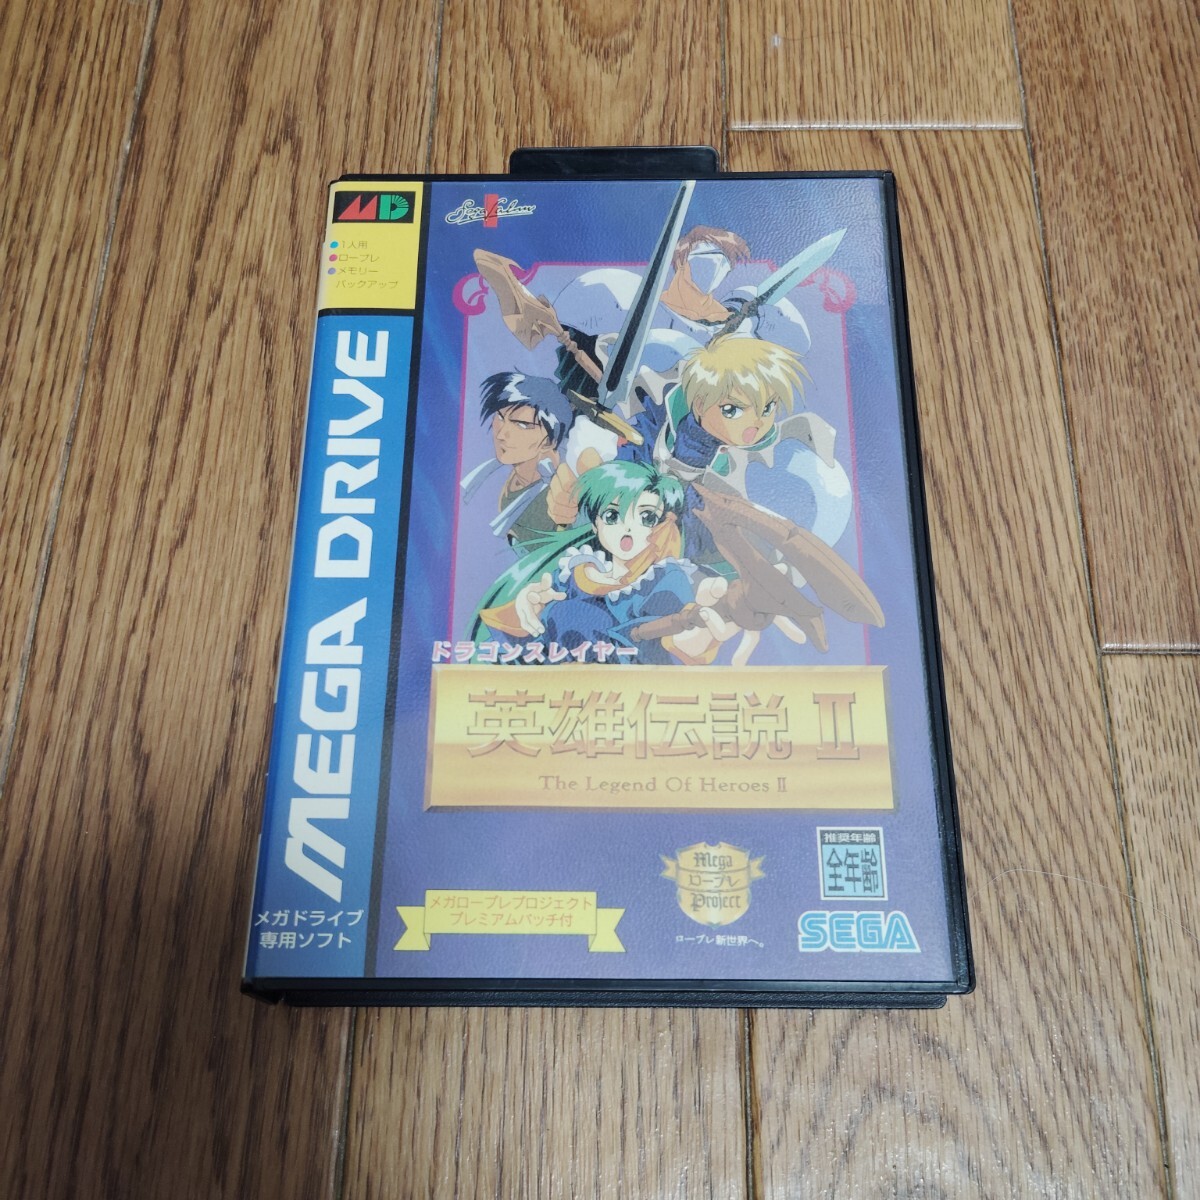 MD
●1人用
●ロープレ
●メモリー
バックアップ
MEGA DRIVE
メガドライブ
専用ソフト
ドラゴンスレイヤー
英雄伝説 II
The Legend Of Heroes II
推奨年齢
全年齢
Mega
ロープレ
Project
ロープレ新世界へ。
メガロープレプロジェクト
プレミアムバッチ付
SEGA